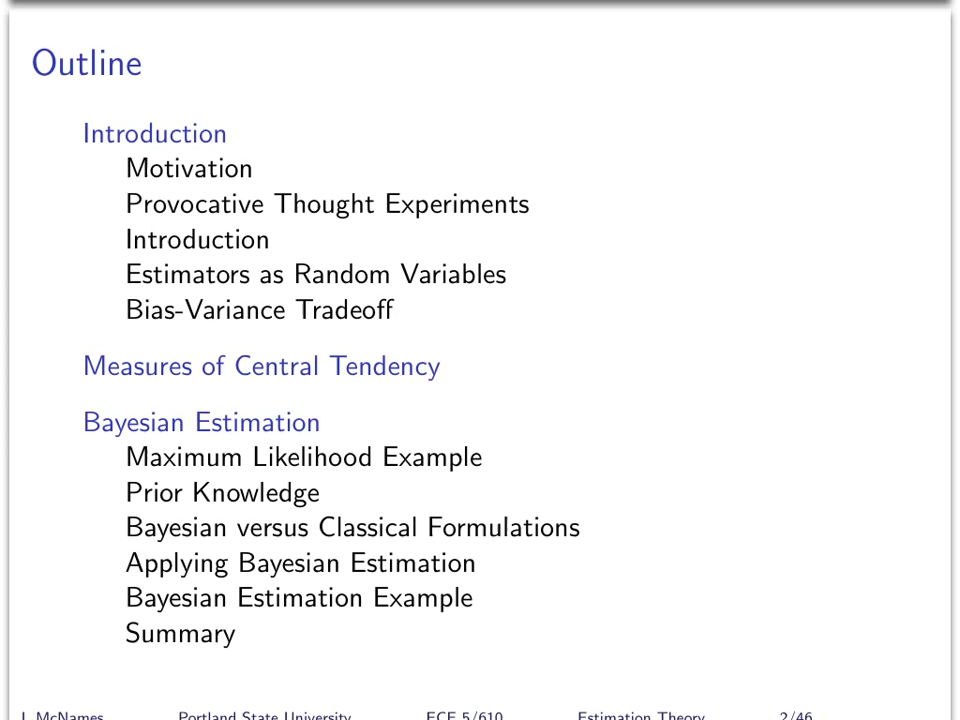 Outline
Introduction
Motivation
Provocative Thought Experiments
Introduction
Estimators as Random Variables
Bias-Variance Tradeoff
Measures of Central Tendency
Bayesian Estimation
Maximum Likelihood Example
Prior Knowledge
Bayesian versus Classical Formulations
Applying Bayesian Estimation
Bayesian Estimation Example
Summary
J. McNames Portland State University ECE 5/610 Estimation Theory 2/46